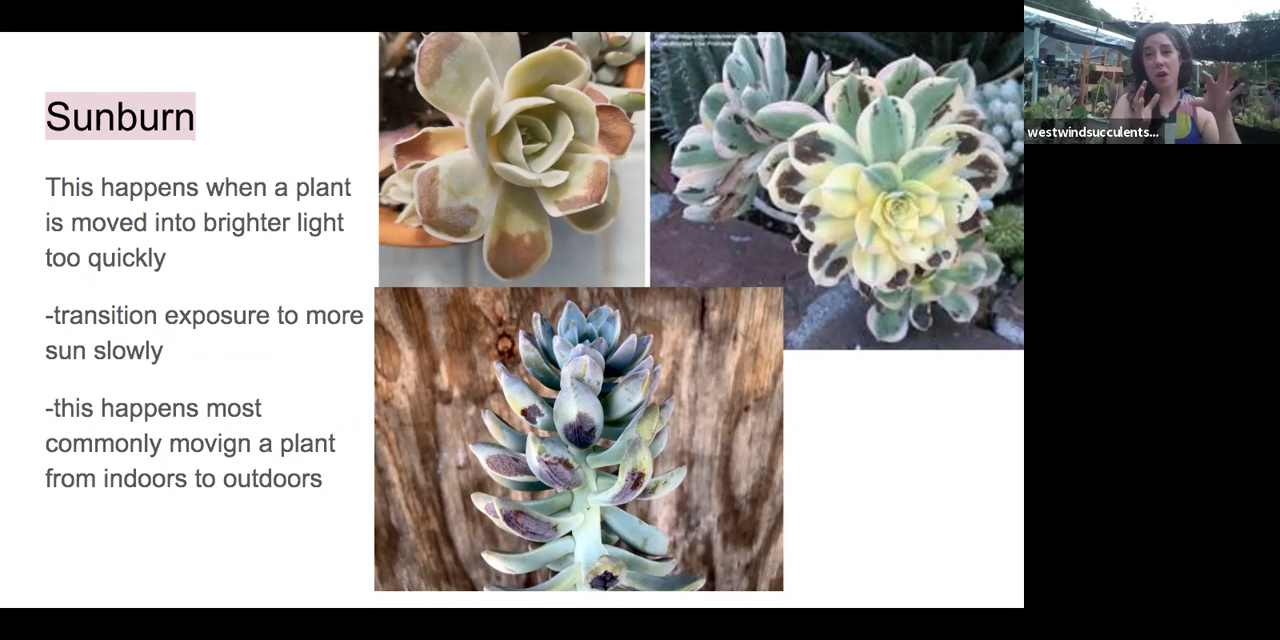 Sunburn
This happens when a plant
is moved into brighter light
too quickly
-transition exposure to more
sun slowly
-this happens most
commonly movign a plant
from indoors to outdoors
westwindsucculents...